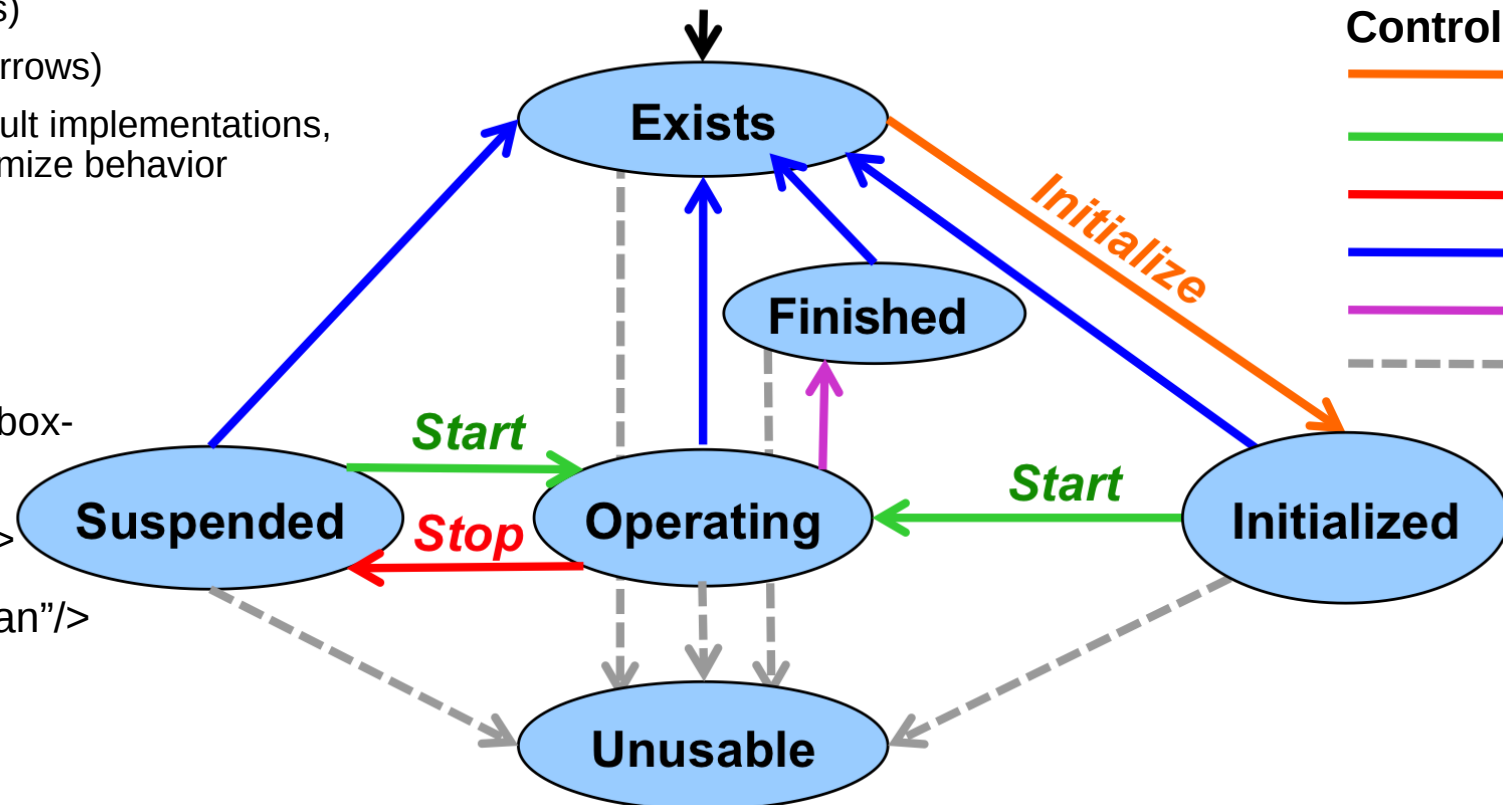 s)
rrows)
ult implementations,
mize behavior
box-
>
an”/>
Exists
Initialize
Finished
Start
Start
Suspended
Stop
Operating
Initialized
Unusable
Control